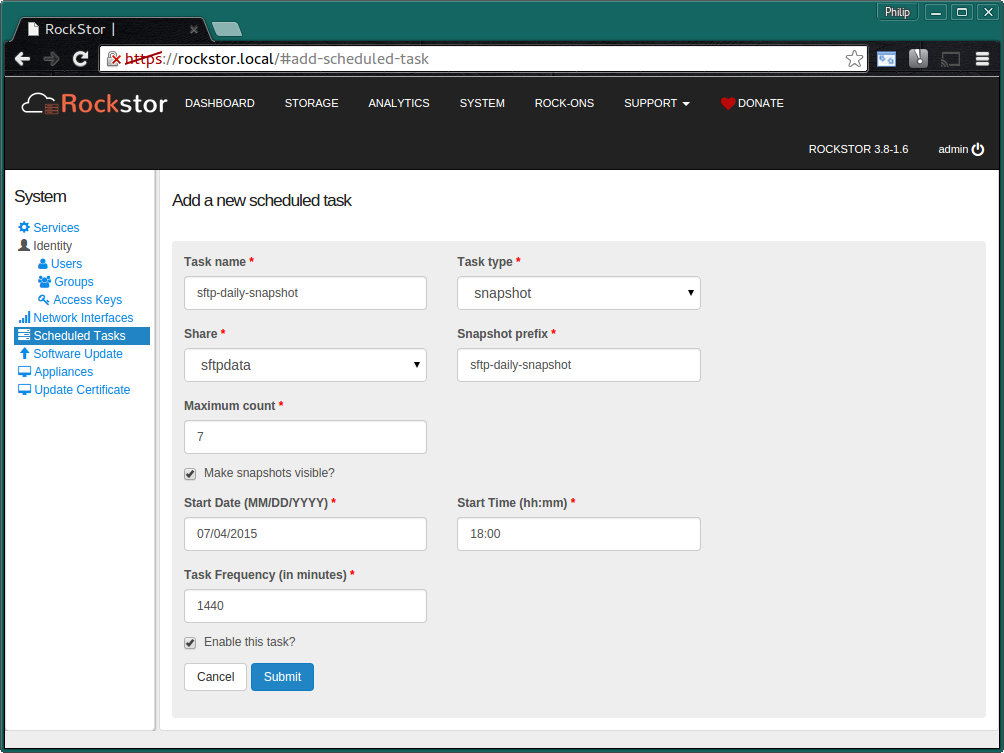 Philip
RockStor |
https://rockstor.local/#add-scheduled-task
Rockstor DASHBOARD STORAGE ANALYTICS SYSTEM ROCK-ONS SUPPORT DONATE
ROCKSTOR 3.8-1.6 admin
System
Services
Identity
Users
Groups
Access Keys
Network Interfaces
Scheduled Tasks
Software Update
Appliances
Update Certificate
Add a new scheduled task
Task name * Task type *
sftp-daily-snapshot snapshot
Share * Snapshot prefix *
sftpdata sftp-daily-snapshot
Maximum count *
7
Make snapshots visible?
Start Date (MM/DD/YYYY) * Start Time (hh:mm) *
07/04/2015 18:00
Task Frequency (in minutes) *
1440
Enable this task?
Cancel Submit